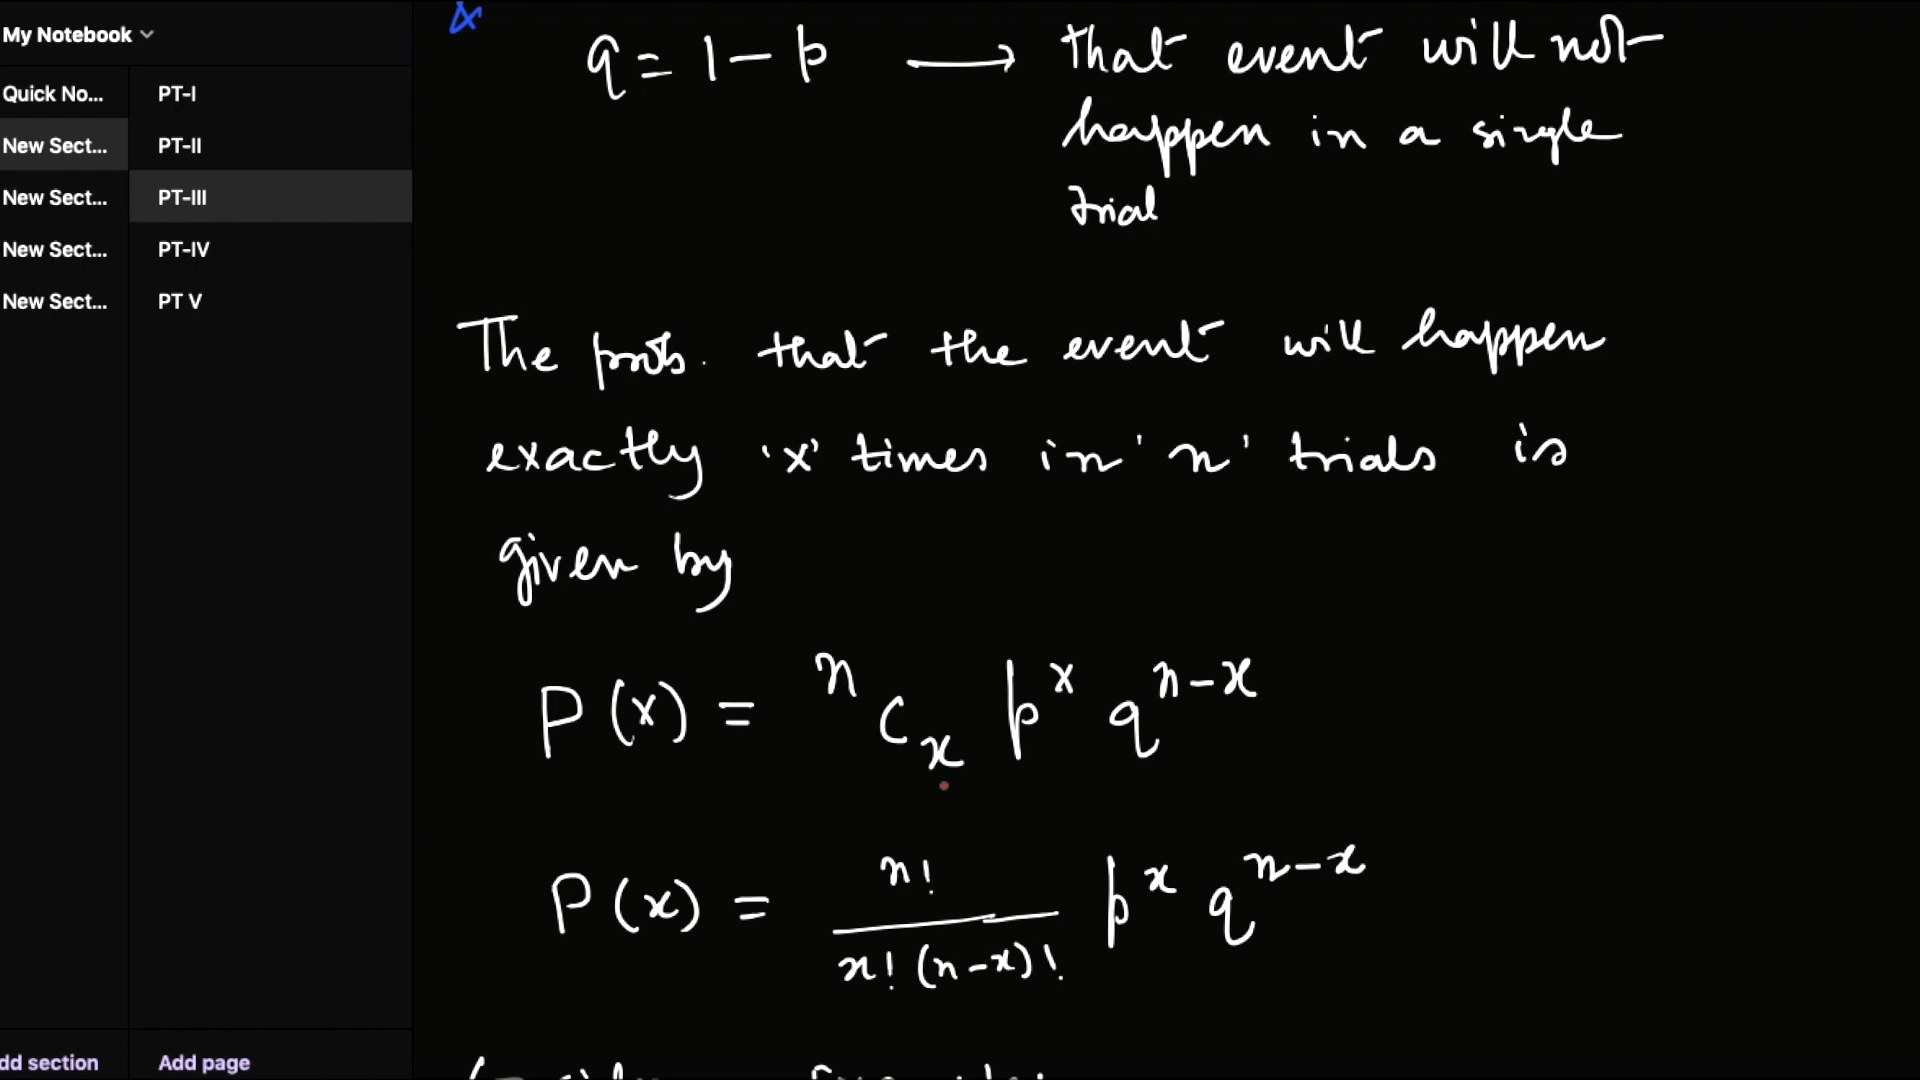 My Notebook
Quick No...
New Sect...
New Sect...
New Sect...
New Sect...
PT-I
PT-II
PT-III
PT-IV
PT V
dd section
Add page
&
q = 1 - p → that event will not
happen in a single
trial
The prob. that the event will happen
exactly 'x' times in 'n' trials is
given by
P(x) = ⁿCₓ pˣ qⁿ⁻ˣ
P(x) = n! / x!(n-x)! pˣ qⁿ⁻ˣ